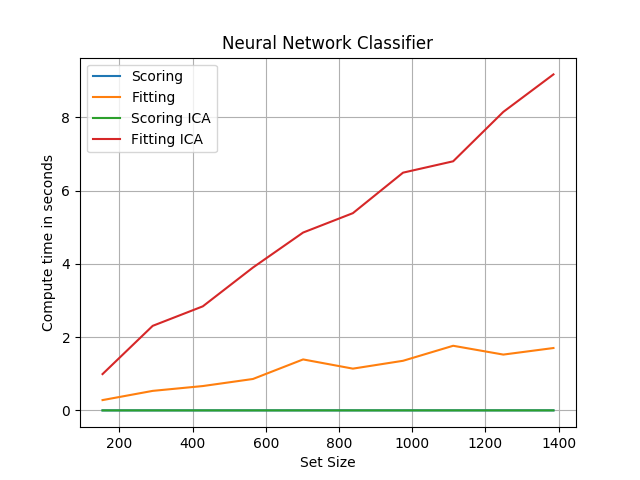 Neural Network Classifier
Scoring
Fitting
Scoring ICA
Fitting ICA
Compute time in seconds
8
6
4
2
0
200 400 600 800 1000 1200 1400
Set Size